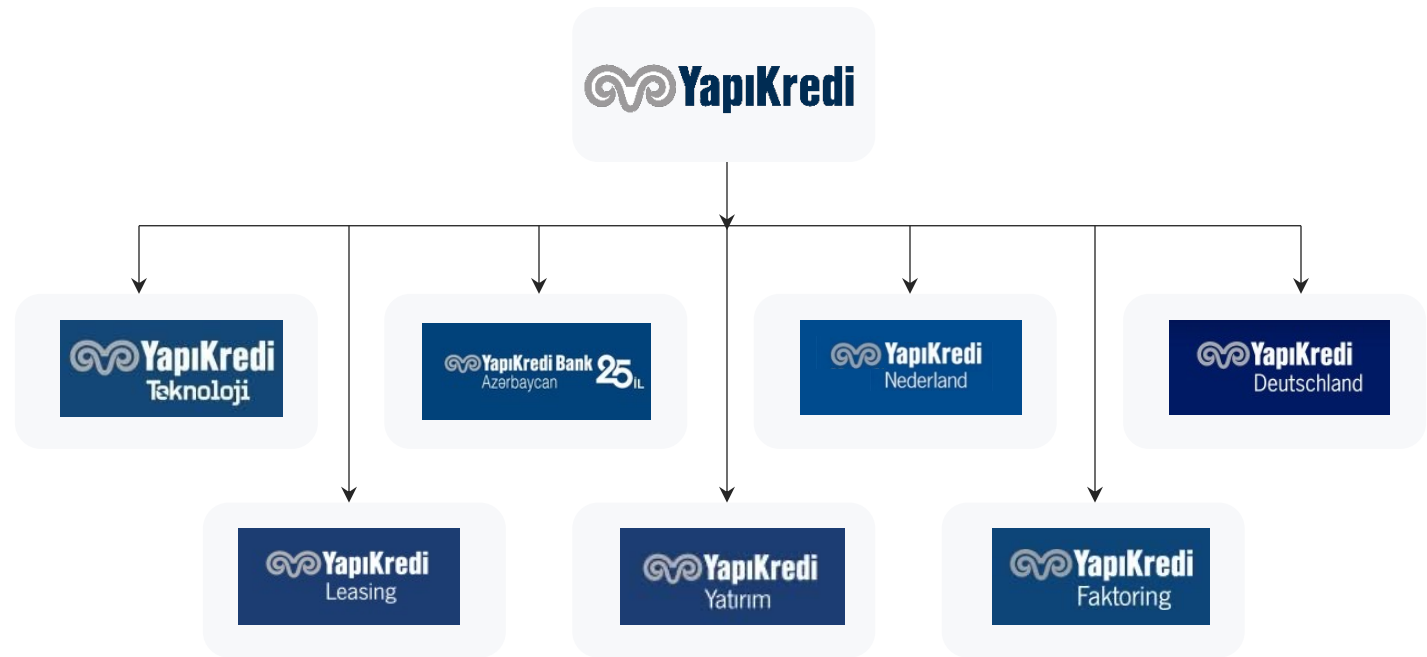 YapıKredi
YapıKredi
Teknoloji
YapıKredi Bank 25 İL
Azərbaycan
YapıKredi
Nederland
YapıKredi
Deutschland
YapıKredi
Leasing
YapıKredi
Yatırım
YapıKredi
Faktoring